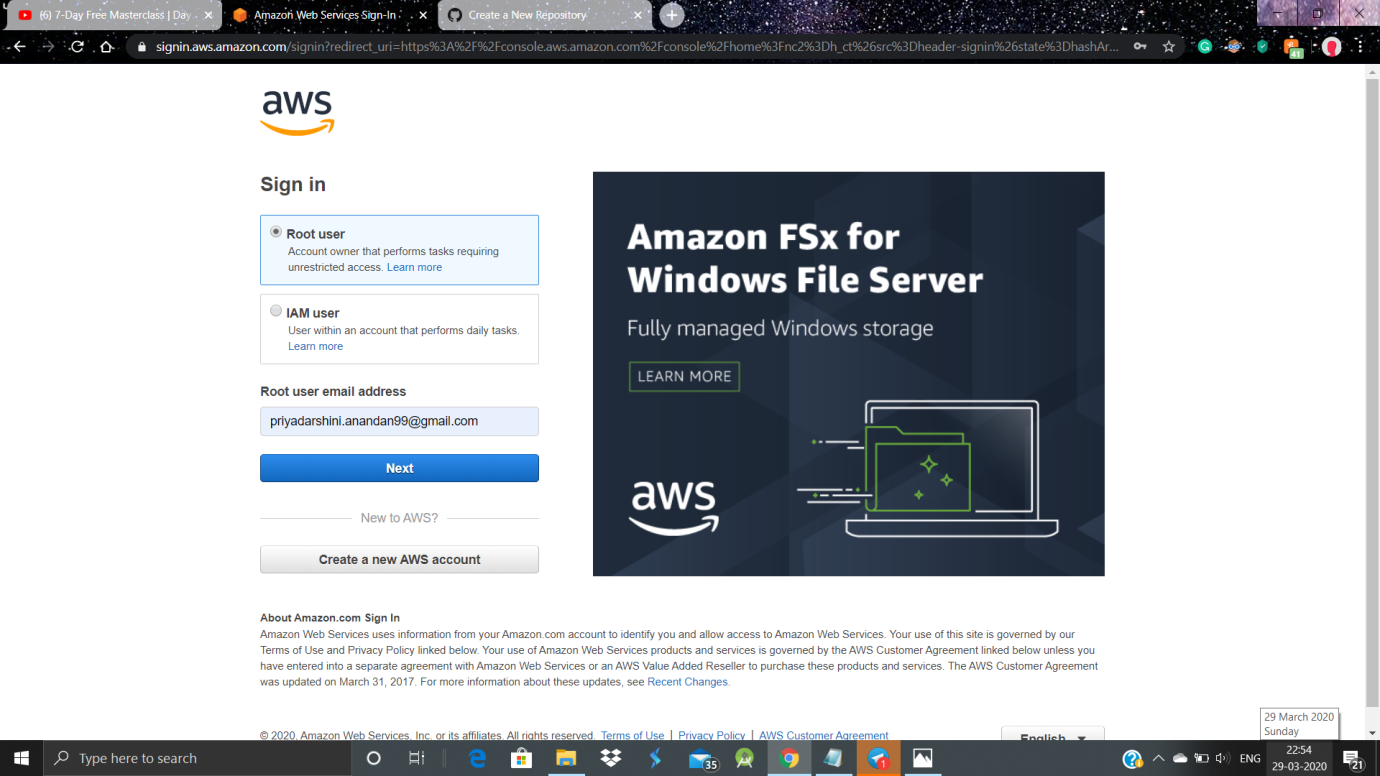 (6) 7-Day Free Masterclass | Day
Amazon Web Services Sign-In
Create a New Repository
signin.aws.amazon.com/signin?redirect_uri=https%3A%2F%2Fconsole.aws.amazon.com%2Fconsole%2Fhome%3Fnc2%3Dh_ct%26src%3Dheader-signin%26state%3DhashAr...
41
aws
Sign in
Root user
Account owner that performs tasks requiring
unrestricted access. Learn more
IAM user
User within an account that performs daily tasks.
Learn more
Root user email address
priyadarshini.anandan99@gmail.com
Next
New to AWS?
Create a new AWS account
Amazon FSx for
Windows File Server
Fully managed Windows storage
LEARN MORE
aws
About Amazon.com Sign In
Amazon Web Services uses information from your Amazon.com account to identify you and allow access to Amazon Web Services. Your use of this site is governed by our
Terms of Use and Privacy Policy linked below. Your use of Amazon Web Services products and services is governed by the AWS Customer Agreement linked below unless you
have entered into a separate agreement with Amazon Web Services or an AWS Value Added Reseller to purchase these products and services. The AWS Customer Agreement
was updated on March 31, 2017. For more information about these updates, see Recent Changes.
© 2020, Amazon Web Services, Inc. or its affiliates. All rights reserved. Terms of Use | Privacy Policy | AWS Customer Agreement
English
29 March 2020
Sunday
Type here to search
35
1
ENG
22:54
29-03-2020
21